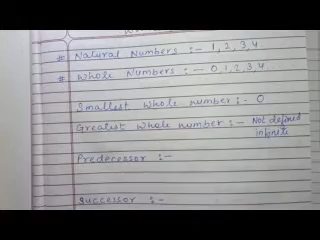 # Natural Numbers :- 1, 2, 3, 4
# Whole Numbers :- 0, 1, 2, 3, 4
Smallest whole number :- 0
Greatest whole number :- Not defined
infinite
Predecessor :-
Successor :-